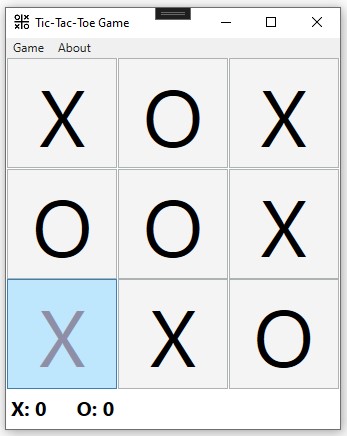 Tic-Tac-Toe Game
Game About
X O X
O O X
X X O
X: 0 O: 0